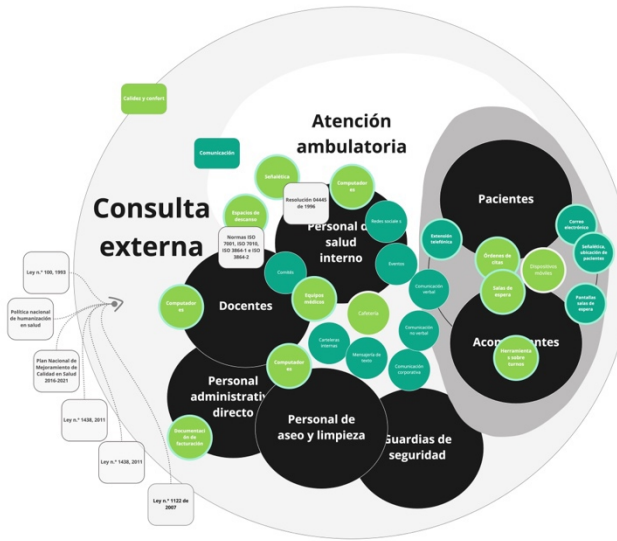 Calidez y confort
Comunicación
Atención
ambulatoria
Consulta
externa
Señalética
Computador
es
Resolución 04445
de 1996
Espacios de
descanso
Normas ISO
7001, ISO 7010,
ISO 3864-1 e ISO
3864-2
Personal de
salud
interno
Redes sociale s
Eventos
Comité
Docentes
Equipos
médicos
Cafetería
Computador
es
Carteleras
internas
Mensajería de
texto
Comunicación
verbal
Comunicación
no verbal
Comunicación
corporativa
Computador
es
Personal
administrativ
directo
Documentaci
ón de
facturación
Personal de
aseo y limpieza
Guardias de
seguridad
Pacientes
Extensión
telefónica
Correo
electrónico
Señalética,
ubicación de
pacientes
Órdenes de
citas
Dispositivos
móviles
Salas de
espera
Pantallas
salas de
espera
Acompañantes
Herramienta
s sobre
turnos
Ley n.° 100, 1993
Política nacional
de humanización
en salud
Plan Nacional de
Mejoramiento de
Calidad en Salud
2016-2021
Ley n.° 1438, 2011
Ley n.° 1438, 2011
Ley n.° 1122 de
2007